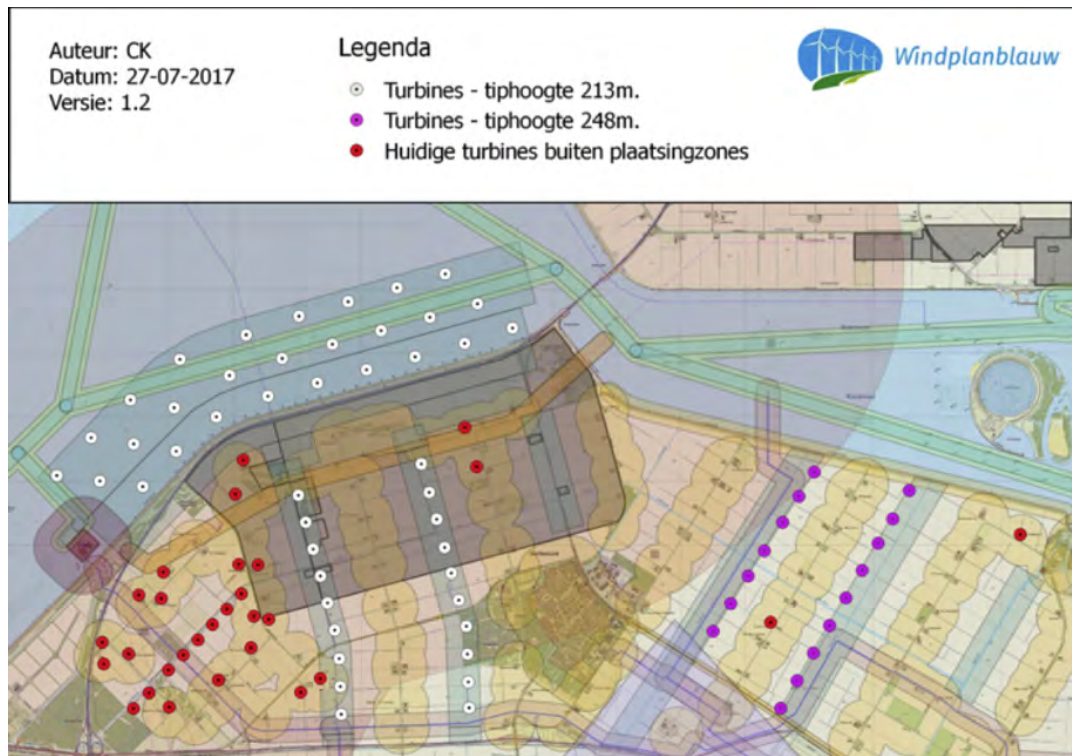 Auteur: CK
Datum: 27-07-2017
Versie: 1.2
Legenda
Turbines - tiphoogte 213m.
Turbines - tiphoogte 248m.
Huidige turbines buiten plaatsingzones
Windplanblauw